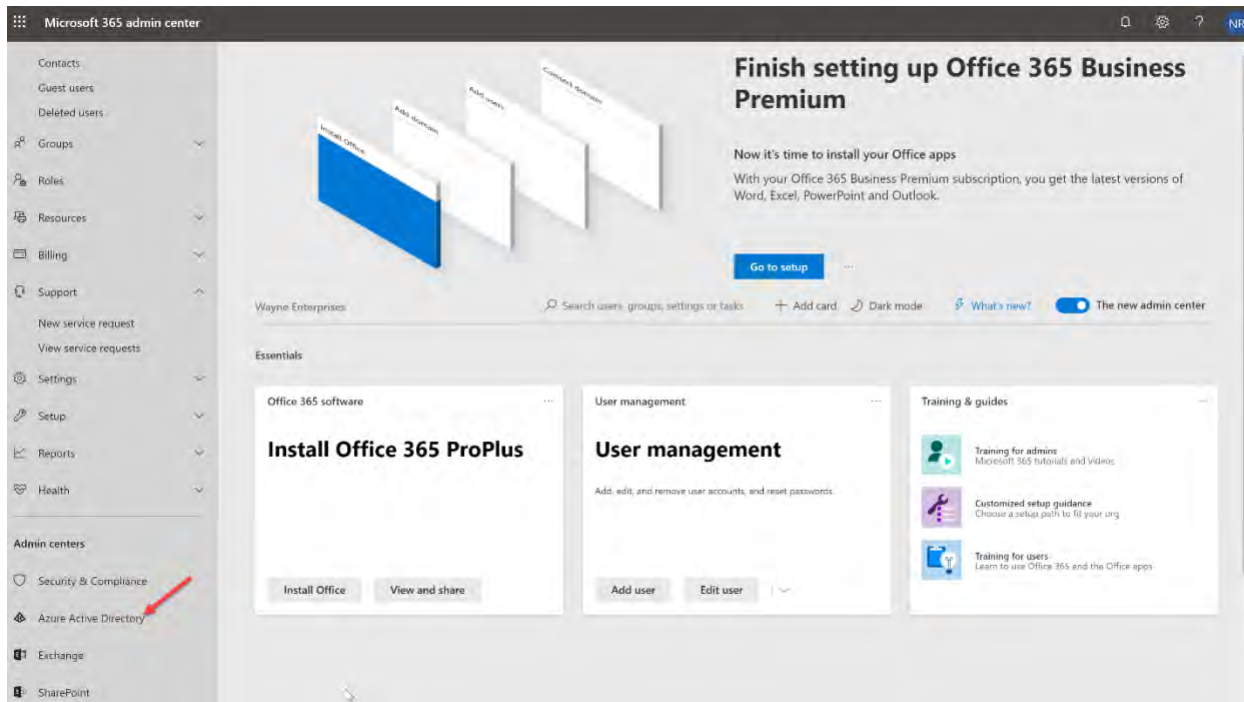 Microsoft 365 admin center
NR
Contacts
Guest users
Deleted users
Groups
Roles
Resources
Billing
Support
New service request
View service requests
Settings
Setup
Reports
Health
Admin centers
Security & Compliance
Azure Active Directory
Exchange
SharePoint
Install Office
Add domain
Add users
Connect domain
Finish setting up Office 365 Business
Premium
Now it's time to install your Office apps
With your Office 365 Business Premium subscription, you get the latest versions of
Word, Excel, PowerPoint and Outlook.
Go to setup
Wayne Enterprises
Search users, groups, settings or tasks
Add card
Dark mode
What's new?
The new admin center
Essentials
Office 365 software
Install Office 365 ProPlus
Install Office
View and share
User management
User management
Add, edit, and remove user accounts, and reset passwords.
Add user
Edit user
Training & guides
Training for admins
Microsoft 365 tutorials and videos
Customized setup guidance
Choose a setup path to fit your org
Training for users
Learn to use Office 365 and the Office apps